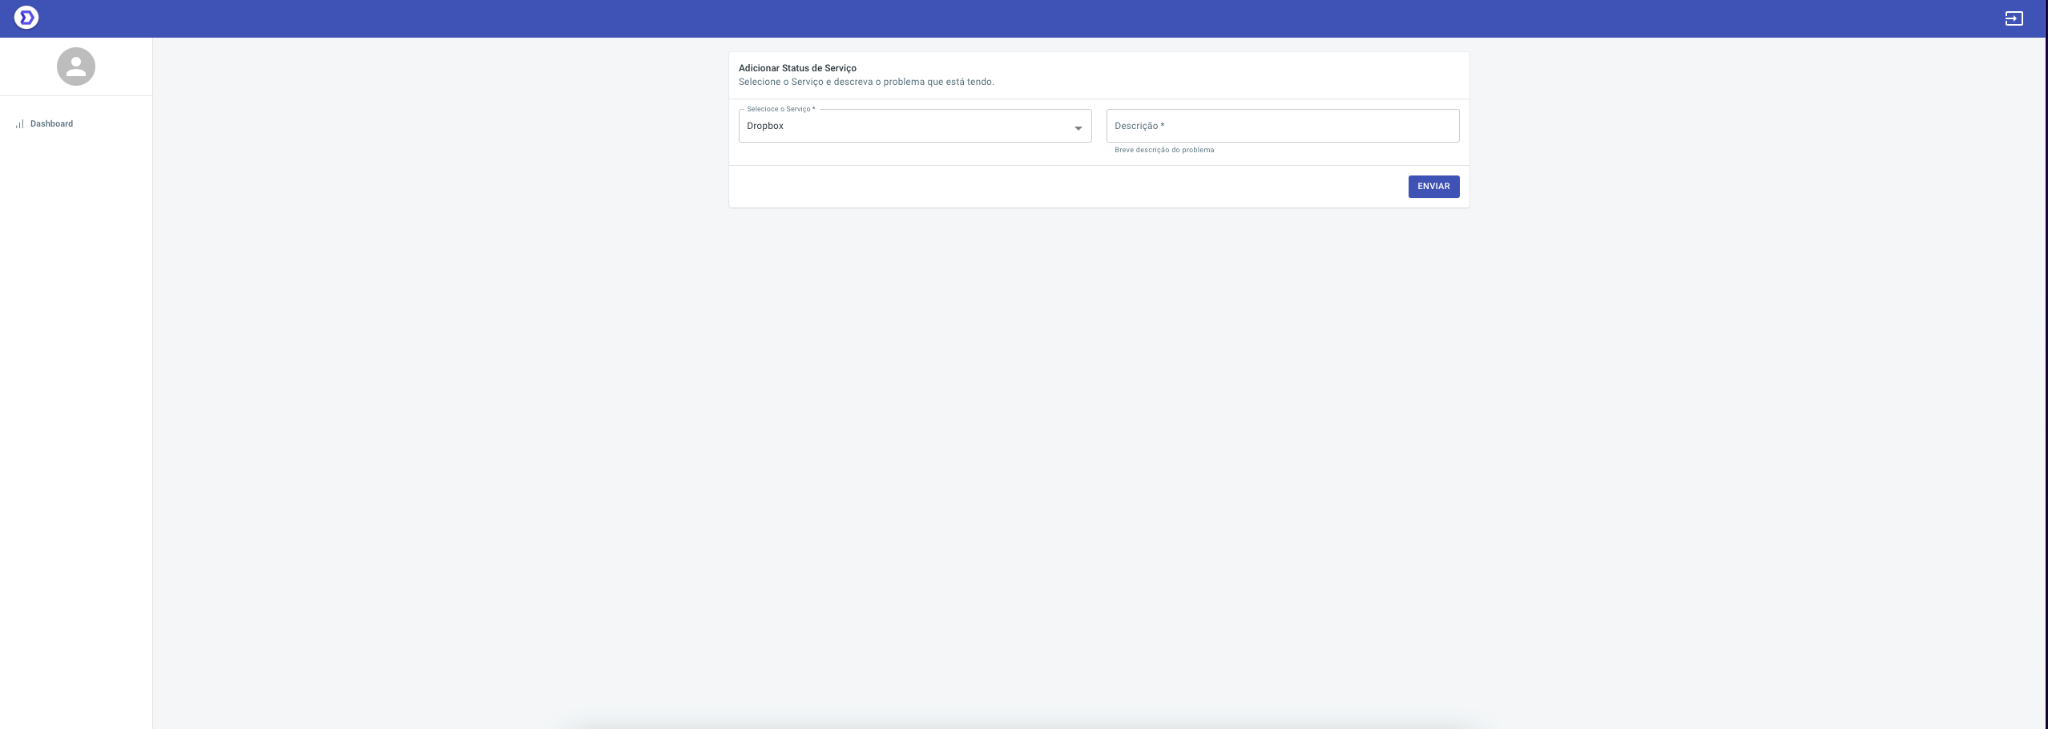 Dashboard
Adicionar Status de Serviço
Selecione o Serviço e descreva o problema que está tendo.
Selecioce o Serviço *
Dropbox
Descrição *
Breve descrição do problema
ENVIAR